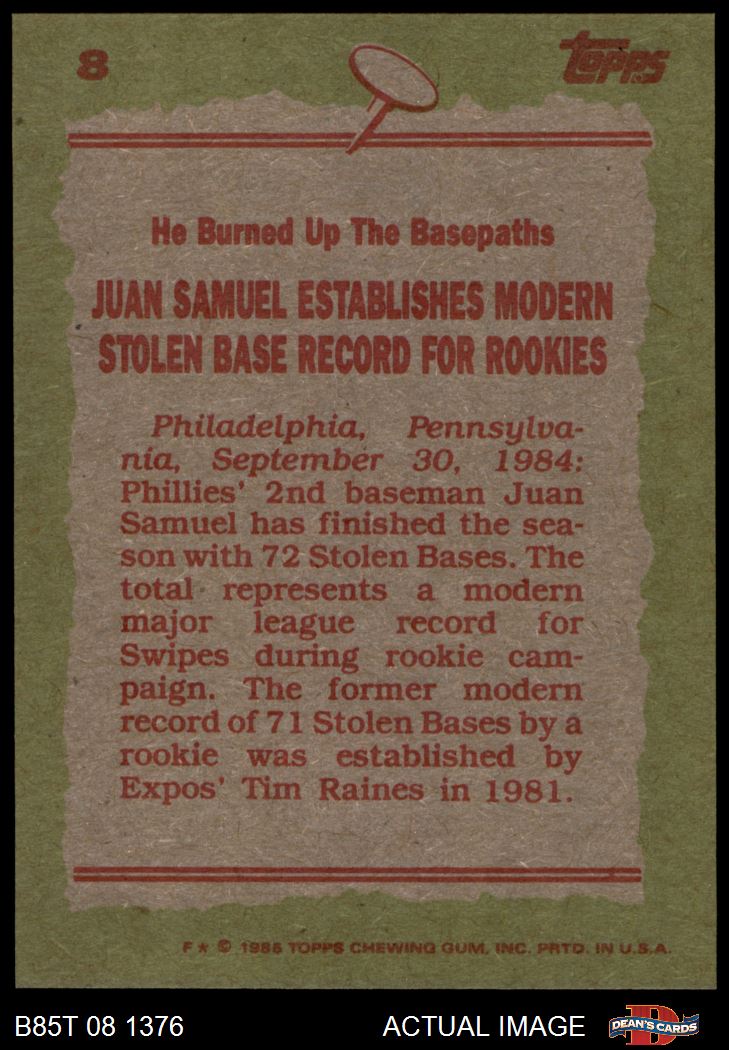 8
TOPPS
He Burned Up The Basepaths
JUAN SAMUEL ESTABLISHES MODERN
STOLEN BASE RECORD FOR ROOKIES
Philadelphia, Pennsylva-
nia, September 30, 1984:
Phillies' 2nd baseman Juan
Samuel has finished the sea-
son with 72 Stolen Bases. The
total represents a modern
major league record for
Swipes during rookie cam-
paign. The former modern
record of 71 Stolen Bases by a
rookie was established by
Expos' Tim Raines in 1981.
F★ © 1985 TOPPS CHEWING GUM, INC. PRTD. IN U.S.A.
B85T 08 1376
ACTUAL IMAGE
D
DEAN'S CARDS